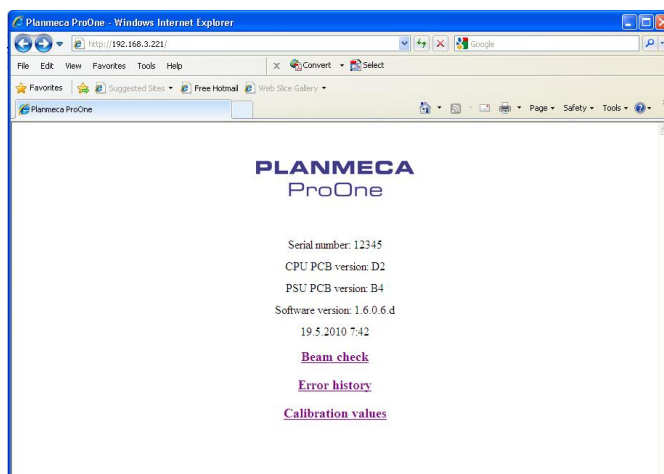 Planmeca ProOne - Windows Internet Explorer
http://192.168.3.221/
Google
File Edit View Favorites Tools Help
x Convert Select
Favorites Suggested Sites Free Hotmail Web Slice Gallery
Planmeca ProOne
Page Safety Tools
PLANMECA
ProOne
Serial number: 12345
CPU PCB version: D2
PSU PCB version: B4
Software version: 1.6.0.6.d
19.5.2010 7:42
Beam check
Error history
Calibration values